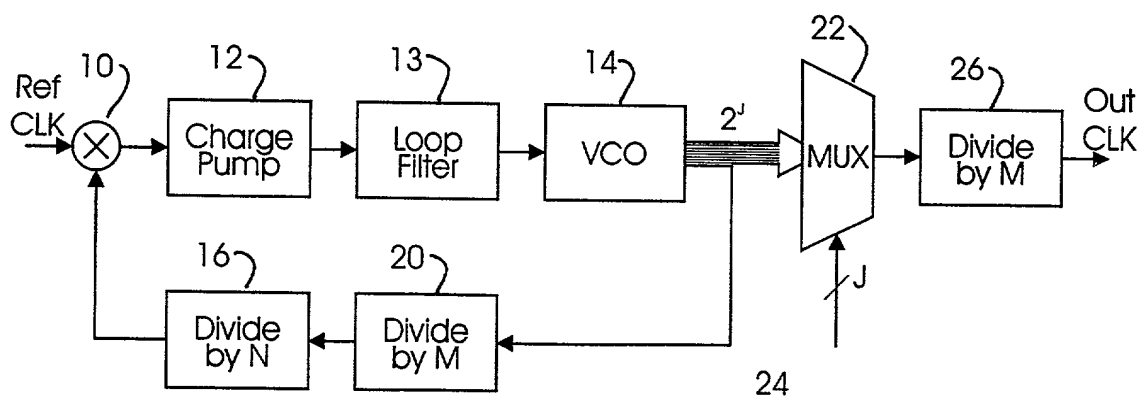 10
12
13
14
22
26
Ref
CLK
Charge
Pump
Loop
Filter
VCO
2^J
MUX
Divide
by M
Out
CLK
16
20
J
Divide
by N
Divide
by M
24